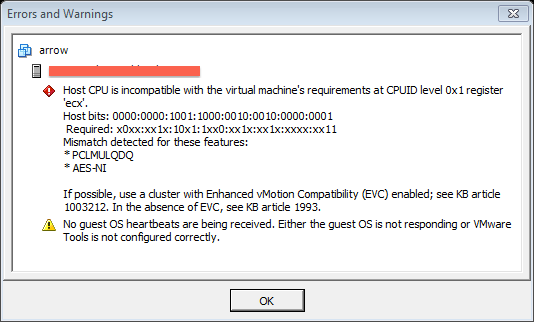 Errors and Warnings
arrow
Host CPU is incompatible with the virtual machine's requirements at CPUID level 0x1 register
'ecx'.
Host bits: 0000:0000:1001:1000:0010:0010:0000:0001
Required: x0xx:xx1x:10x1:1xx0:xx1x:xx1x:xxxx:xx11
Mismatch detected for these features:
* PCLMULQDQ
* AES-NI
If possible, use a cluster with Enhanced vMotion Compatibility (EVC) enabled; see KB article
1003212. In the absence of EVC, see KB article 1993.
No guest OS heartbeats are being received. Either the guest OS is not responding or VMware
Tools is not configured correctly.
OK